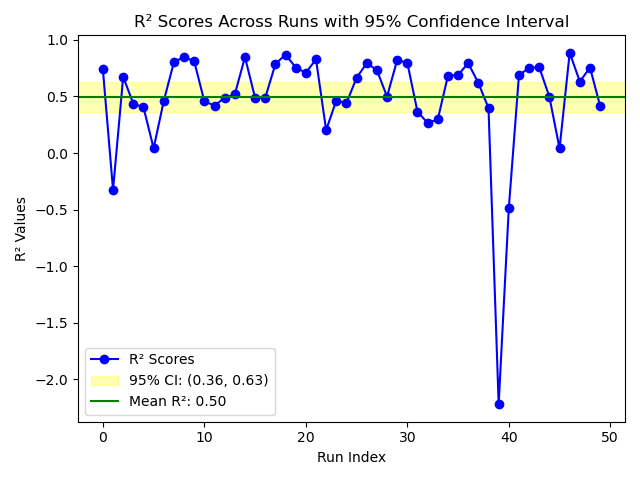 R² Scores Across Runs with 95% Confidence Interval
1.0
0.5
0.0
−0.5
−1.0
−1.5
−2.0
R² Values
R² Scores
95% CI: (0.36, 0.63)
Mean R²: 0.50
0 10 20 30 40 50
Run Index